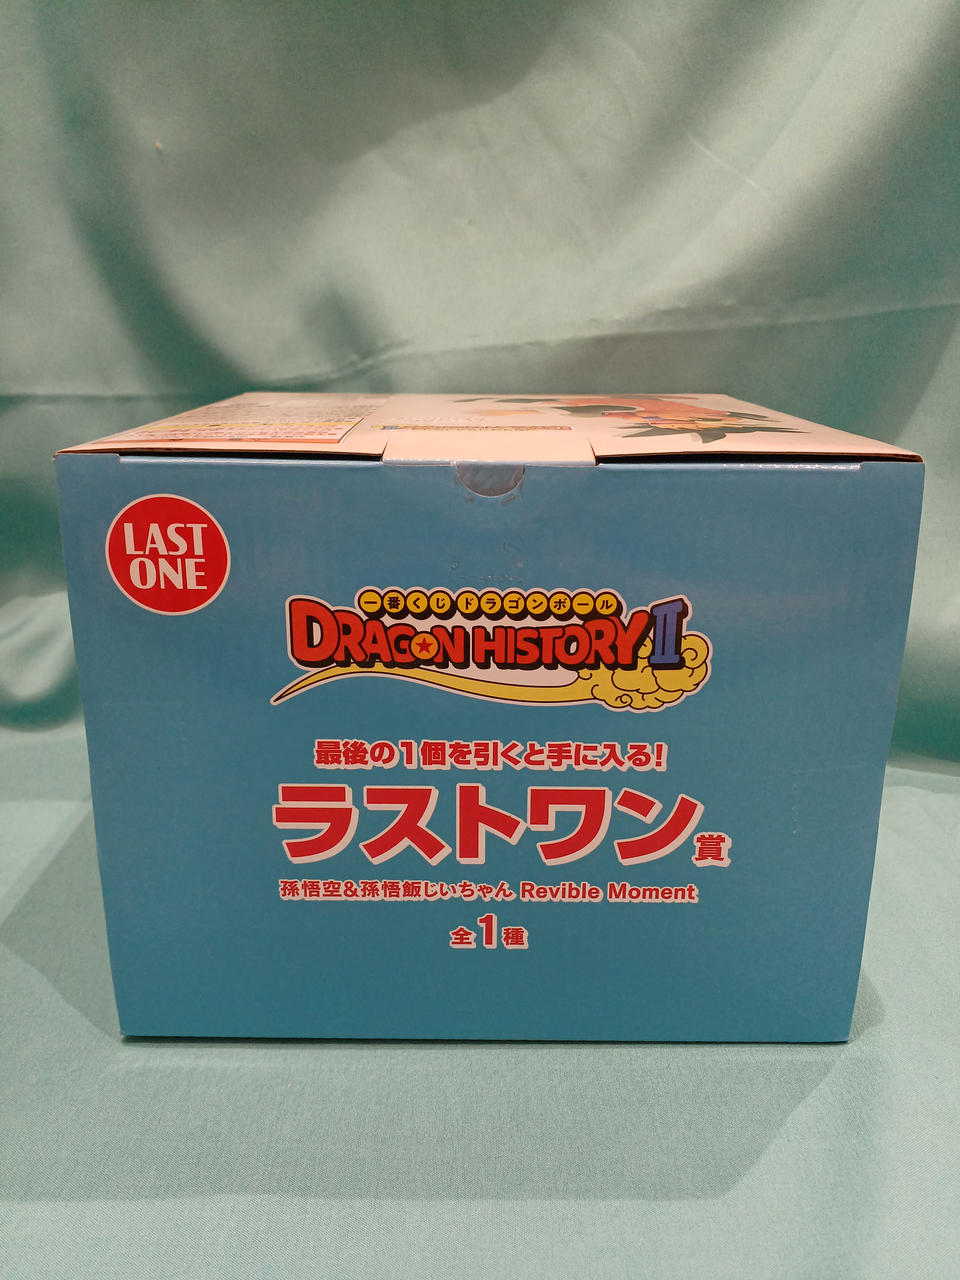 LAST
ONE
一番くじ ドラゴンボール
DRAGON HISTORY II
最後の1個を引くと手に入る!
ラストワン賞
孫悟空&孫悟飯じいちゃん Revible Moment
全1種